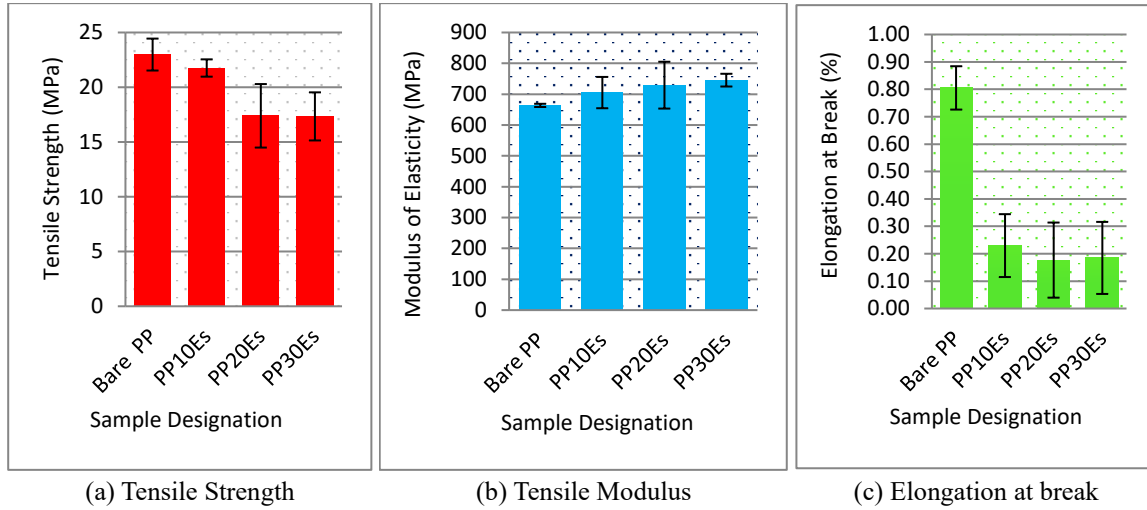 Tensile Strength (MPa)
25
20
15
10
5
0
Bare PP
PP10Es
PP20Es
PP30Es
Sample Designation
(a) Tensile Strength
Modulus of Elasticity (MPa)
900
800
700
600
500
400
300
200
100
0
Bare PP
PP10Es
PP20Es
PP30Es
Sample Designation
(b) Tensile Modulus
Elongation at Break (%)
1.00
0.90
0.80
0.70
0.60
0.50
0.40
0.30
0.20
0.10
0.00
Bare PP
PP10Es
PP20Es
PP30Es
Sample Designation
(c) Elongation at break